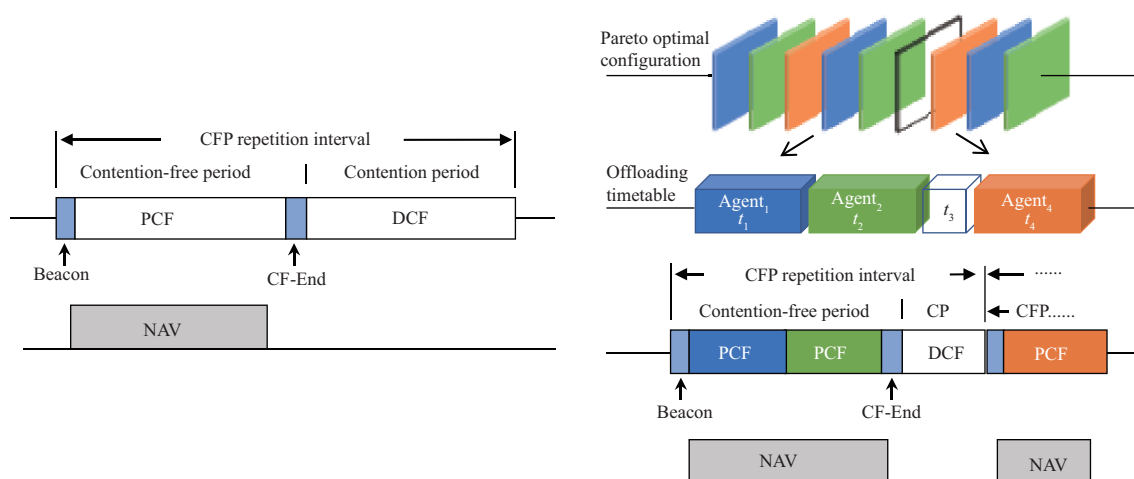 CFP repetition interval
Contention-free period
Contention period
PCF
DCF
Beacon
CF-End
NAV
Pareto optimal
configuration
Offloading
timetable
Agent1
t1
Agent2
t2
t3
Agent4
t4
CFP repetition interval
......
Contention-free period
CP
CFP......
PCF
PCF
DCF
PCF
Beacon
CF-End
NAV
NAV